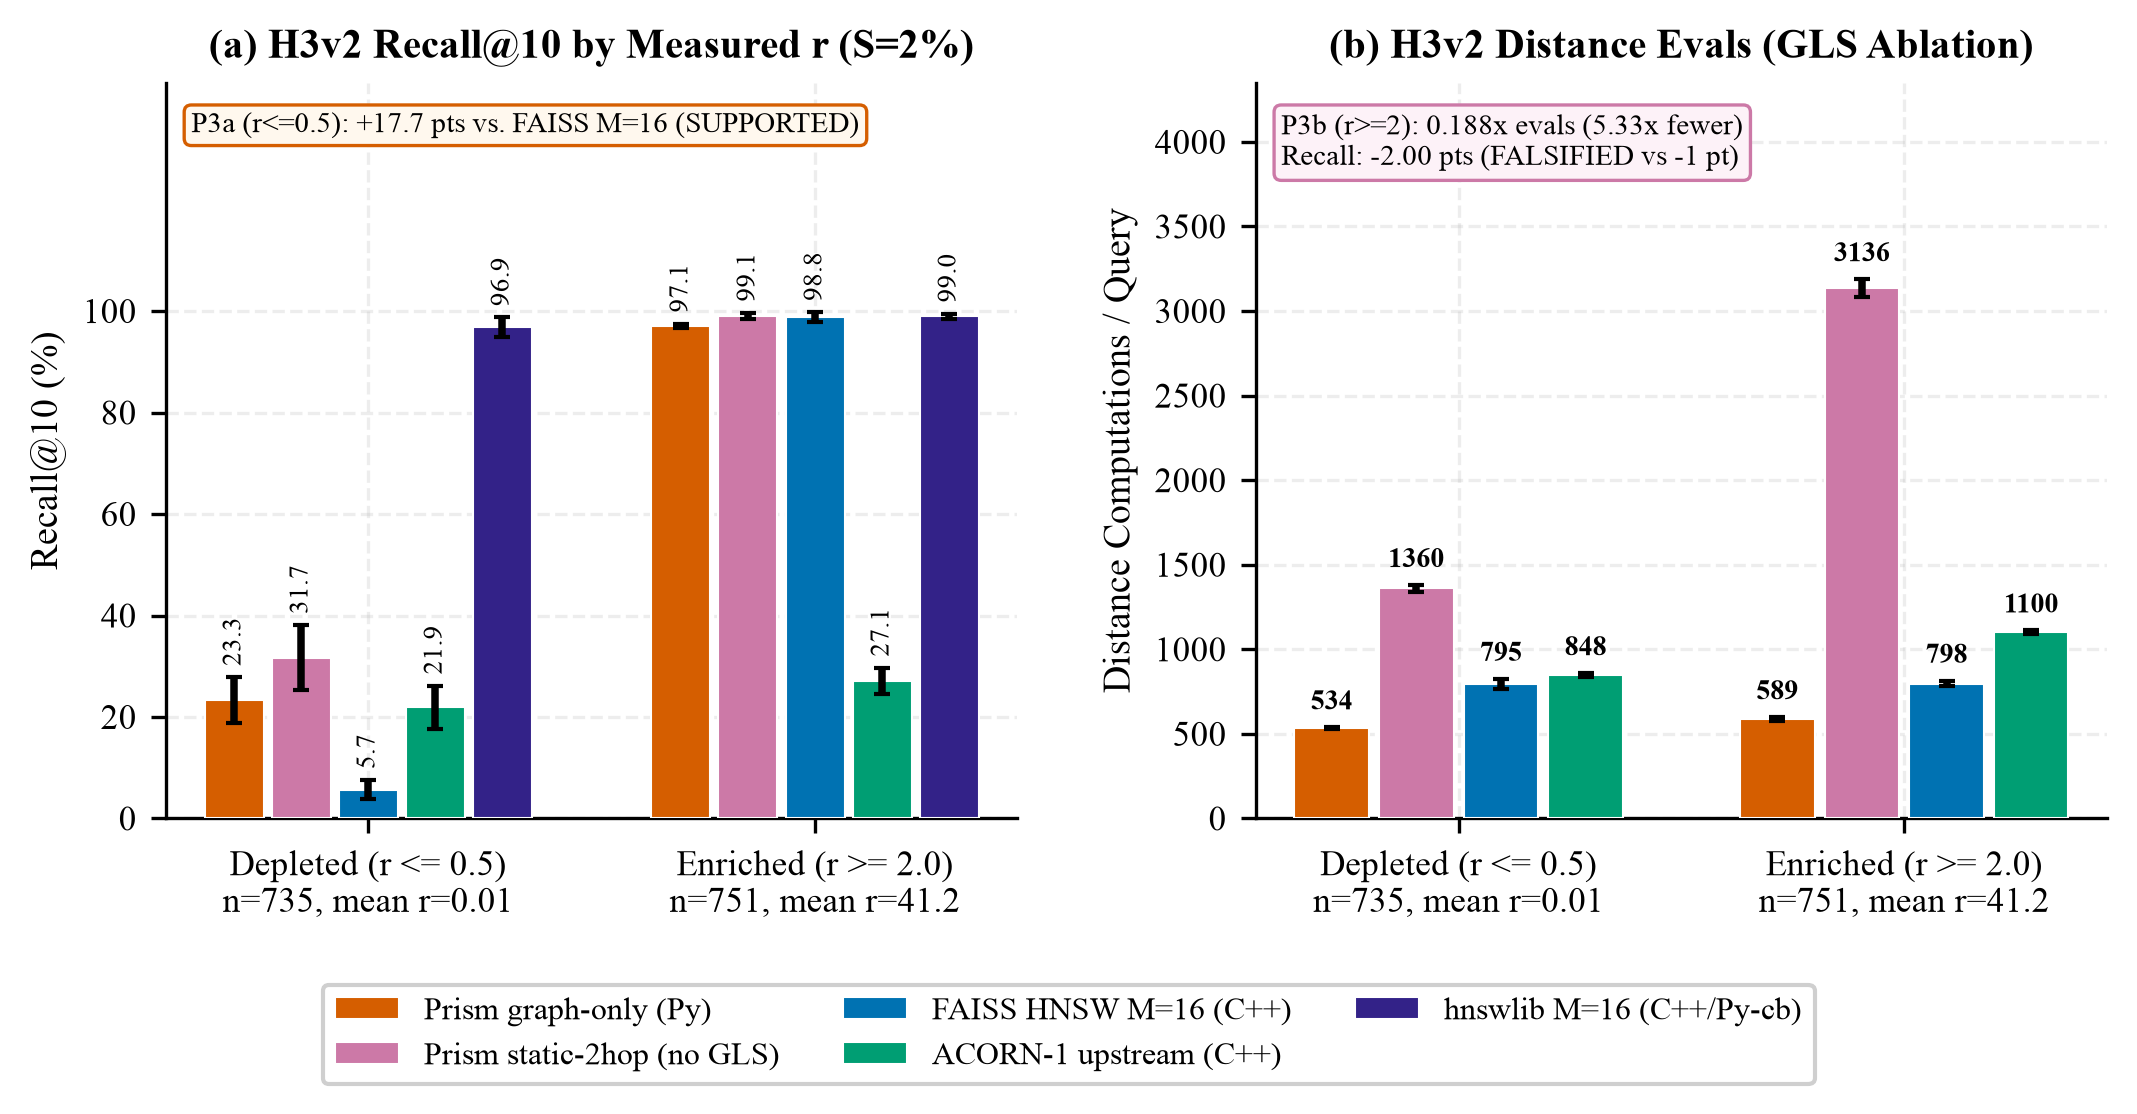 (a) H3v2 Recall@10 by Measured r (S=2%)
P3a (r<=0.5): +17.7 pts vs. FAISS M=16 (SUPPORTED)
Recall@10 (%)
100
80
60
40
20
0
23.3
31.7
5.7
21.9
96.9
97.1
99.1
98.8
27.1
99.0
Depleted (r <= 0.5)
n=735, mean r=0.01
Enriched (r >= 2.0)
n=751, mean r=41.2
(b) H3v2 Distance Evals (GLS Ablation)
P3b (r>=2): 0.188x evals (5.33x fewer)
Recall: -2.00 pts (FALSIFIED vs -1 pt)
Distance Computations / Query
4000
3500
3000
2500
2000
1500
1000
500
0
534
1360
795
848
589
3136
798
1100
Depleted (r <= 0.5)
n=735, mean r=0.01
Enriched (r >= 2.0)
n=751, mean r=41.2
Prism graph-only (Py)
Prism static-2hop (no GLS)
FAISS HNSW M=16 (C++)
ACORN-1 upstream (C++)
hnswlib M=16 (C++/Py-cb)